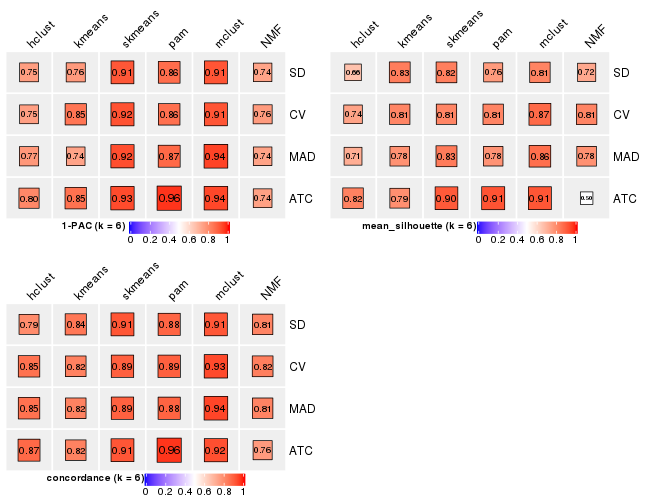 hclust kmeans skmeans pam mclust NMF
0.75 0.76 0.91 0.86 0.91 0.74 SD
0.75 0.85 0.92 0.86 0.91 0.76 CV
0.77 0.74 0.92 0.87 0.94 0.74 MAD
0.80 0.85 0.93 0.96 0.94 0.74 ATC
1-PAC (k = 6) 0 0.2 0.4 0.6 0.8 1
hclust kmeans skmeans pam mclust NMF
0.66 0.83 0.82 0.76 0.81 0.72 SD
0.74 0.81 0.81 0.81 0.87 0.81 CV
0.71 0.78 0.83 0.78 0.86 0.78 MAD
0.82 0.79 0.90 0.91 0.91 0.50 ATC
mean_silhouette (k = 6) 0 0.2 0.4 0.6 0.8 1
hclust kmeans skmeans pam mclust NMF
0.79 0.84 0.91 0.88 0.91 0.81 SD
0.85 0.82 0.89 0.89 0.93 0.82 CV
0.85 0.82 0.89 0.88 0.94 0.81 MAD
0.87 0.82 0.91 0.96 0.92 0.76 ATC
concordance (k = 6) 0 0.2 0.4 0.6 0.8 1